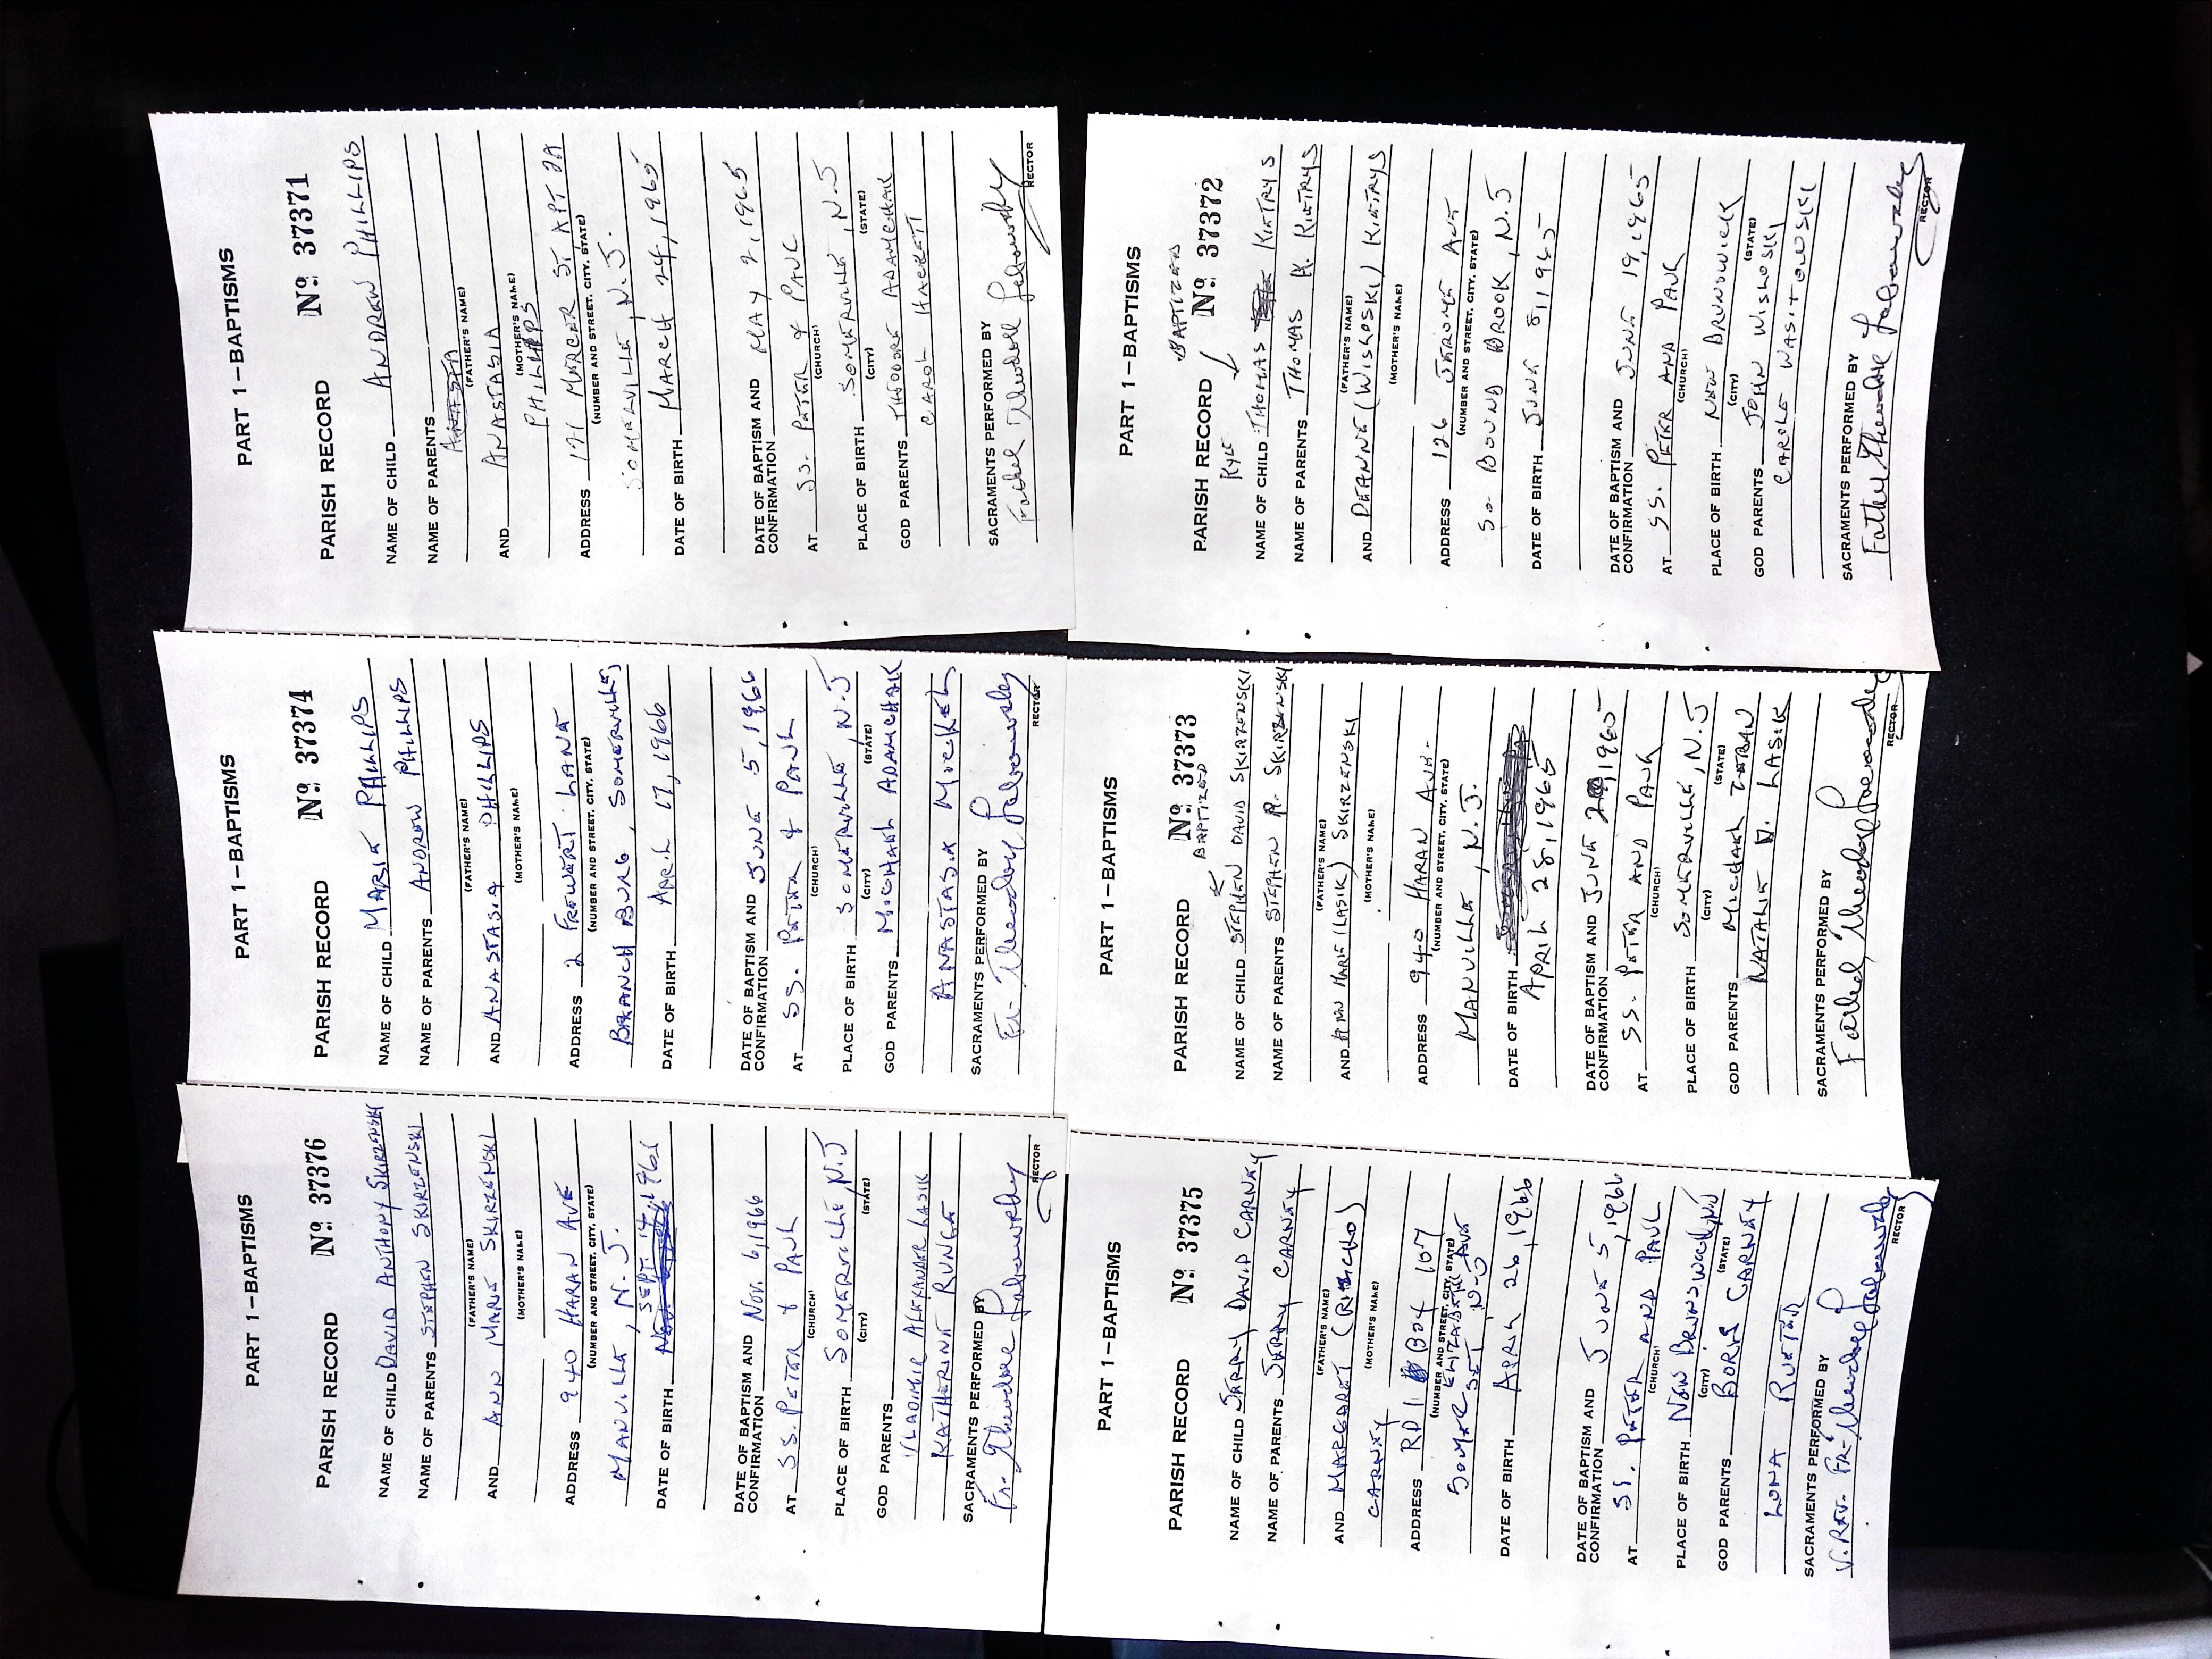 PART 1—BAPTISMS
PARISH RECORD Nº 37376
NAME OF CHILD DAVID ANTHONY SKIRZENSKI
NAME OF PARENTS STEPHEN SKIRZENSKI
(FATHER'S NAME)
AND ANN MARIE SKIRZENSKI
(MOTHER'S NAME)
ADDRESS 940 HARAN AVE
(NUMBER AND STREET, CITY, STATE)
MANVILLE, N.J.
SEPT. 14, 196
DATE OF BIRTH
DATE OF BAPTISM AND
CONFIRMATION NOV. 6, 1966
AT SS. PETER & PAUL
(CHURCH)
PLACE OF BIRTH SOMERVILLE, N.J
(CITY) (STATE)
GOD PARENTS
VLADIMIR ALEXANDER LASIK
KATHERINE RUNGE
SACRAMENTS PERFORMED BY
Fr. Theodore Labowsky
RECTOR
PART 1—BAPTISMS
PARISH RECORD Nº 37374
NAME OF CHILD MARIE PHILLIPS
NAME OF PARENTS ANDREW PHILLIPS
(FATHER'S NAME)
AND ANASTASIA PHILLIPS
(MOTHER'S NAME)
ADDRESS 2 FREWERT LANE
(NUMBER AND STREET, CITY, STATE)
BRANCH BURG, SOMERVILLE,
DATE OF BIRTH APRIL 17, 1966
DATE OF BAPTISM AND
CONFIRMATION JUNE 5, 1966
AT SS. PETER & PAUL
(CHURCH)
PLACE OF BIRTH SOMERVILLE, N.J
(CITY) (STATE)
GOD PARENTS MICHAEL ADAMCHAK
ANASTASIA MICKEL
SACRAMENTS PERFORMED BY
Fr. Theodore Labowsky
RECTOR
PART 1—BAPTISMS
PARISH RECORD Nº 37371
NAME OF CHILD ANDREW PHILLIPS
NAME OF PARENTS
ANASTA
(FATHER'S NAME)
AND ANASTASIA
(MOTHER'S NAME)
PHILLIPS
ADDRESS 121 MERCER ST, APT 2A
(NUMBER AND STREET, CITY, STATE)
SOMERVILLE, N.J.
DATE OF BIRTH MARCH 24, 1965
DATE OF BAPTISM AND
CONFIRMATION MAY 2, 1965
AT SS. PETER & PAUL
(CHURCH)
PLACE OF BIRTH SOMERVILLE, N.J
(CITY) (STATE)
GOD PARENTS THEODORE ADAMCHAK
CAROL HACKETT
SACRAMENTS PERFORMED BY
Father Theodore Labowsky
RECTOR
PART 1—BAPTISMS
PARISH RECORD Nº 37375
NAME OF CHILD JERRY DAVID CARNEY
NAME OF PARENTS JERRY CARNEY
(FATHER'S NAME)
AND MARGARET
(MOTHER'S NAME)
CARNEY
ADDRESS RD 1 BOX 107
(NUMBER AND STREET, CITY, STATE)
ELIZABETH AVE
SOMERSET, N.J
DATE OF BIRTH APRIL 26, 1966
DATE OF BAPTISM AND
CONFIRMATION JUNE 5, 1966
AT SS. PETER AND PAUL
(CHURCH)
PLACE OF BIRTH NEW BRUNSWICK, NJ
(CITY) (STATE)
GOD PARENTS BORIS CARNEY
LONA RUETER
SACRAMENTS PERFORMED BY
V. REV. FR. Theodore Labowsky
RECTOR
PART 1—BAPTISMS
PARISH RECORD Nº 37373
BAPTIZED
NAME OF CHILD STEPHEN DAVID SKIRZENSKI
NAME OF PARENTS STEPHEN A. SKIRZENSKI
(FATHER'S NAME)
AND ANN MARIE (LASIK) SKIRZENSKI
(MOTHER'S NAME)
ADDRESS 940 HARAN AVE.
(NUMBER AND STREET, CITY, STATE)
MANVILLE, N.J.
DATE OF BIRTH
APRIL 28, 1965
DATE OF BAPTISM AND
CONFIRMATION JUNE 2 , 1965
AT SS. PETER AND PAUL
(CHURCH)
PLACE OF BIRTH SOMERVILLE, N.J
(CITY) (STATE)
GOD PARENTS MICHAEL
NATALIE D. LASIK
SACRAMENTS PERFORMED BY
Father Theodore Labowsky
RECTOR
PART 1—BAPTISMS
BAPTIZED
PARISH RECORD Nº 37372
KYLE
NAME OF CHILD THOMAS KIETRYS
NAME OF PARENTS THOMAS H. KIETRYS
(FATHER'S NAME)
AND DEANNE (WISLOSKI) KIETRYS
(MOTHER'S NAME)
ADDRESS 126 JEROME AVE
(NUMBER AND STREET, CITY, STATE)
SO. BOUND BROOK, N.J
DATE OF BIRTH JUNE 8, 1965
DATE OF BAPTISM AND
CONFIRMATION JUNE 19, 1965
AT SS. PETER AND PAUL
(CHURCH)
PLACE OF BIRTH NEW BRUNSWICK
(CITY) (STATE)
GOD PARENTS JOHN WISLOSKI
CAROLE WASITOWSKI
SACRAMENTS PERFORMED BY
Father Theodore Labowsky
RECTOR